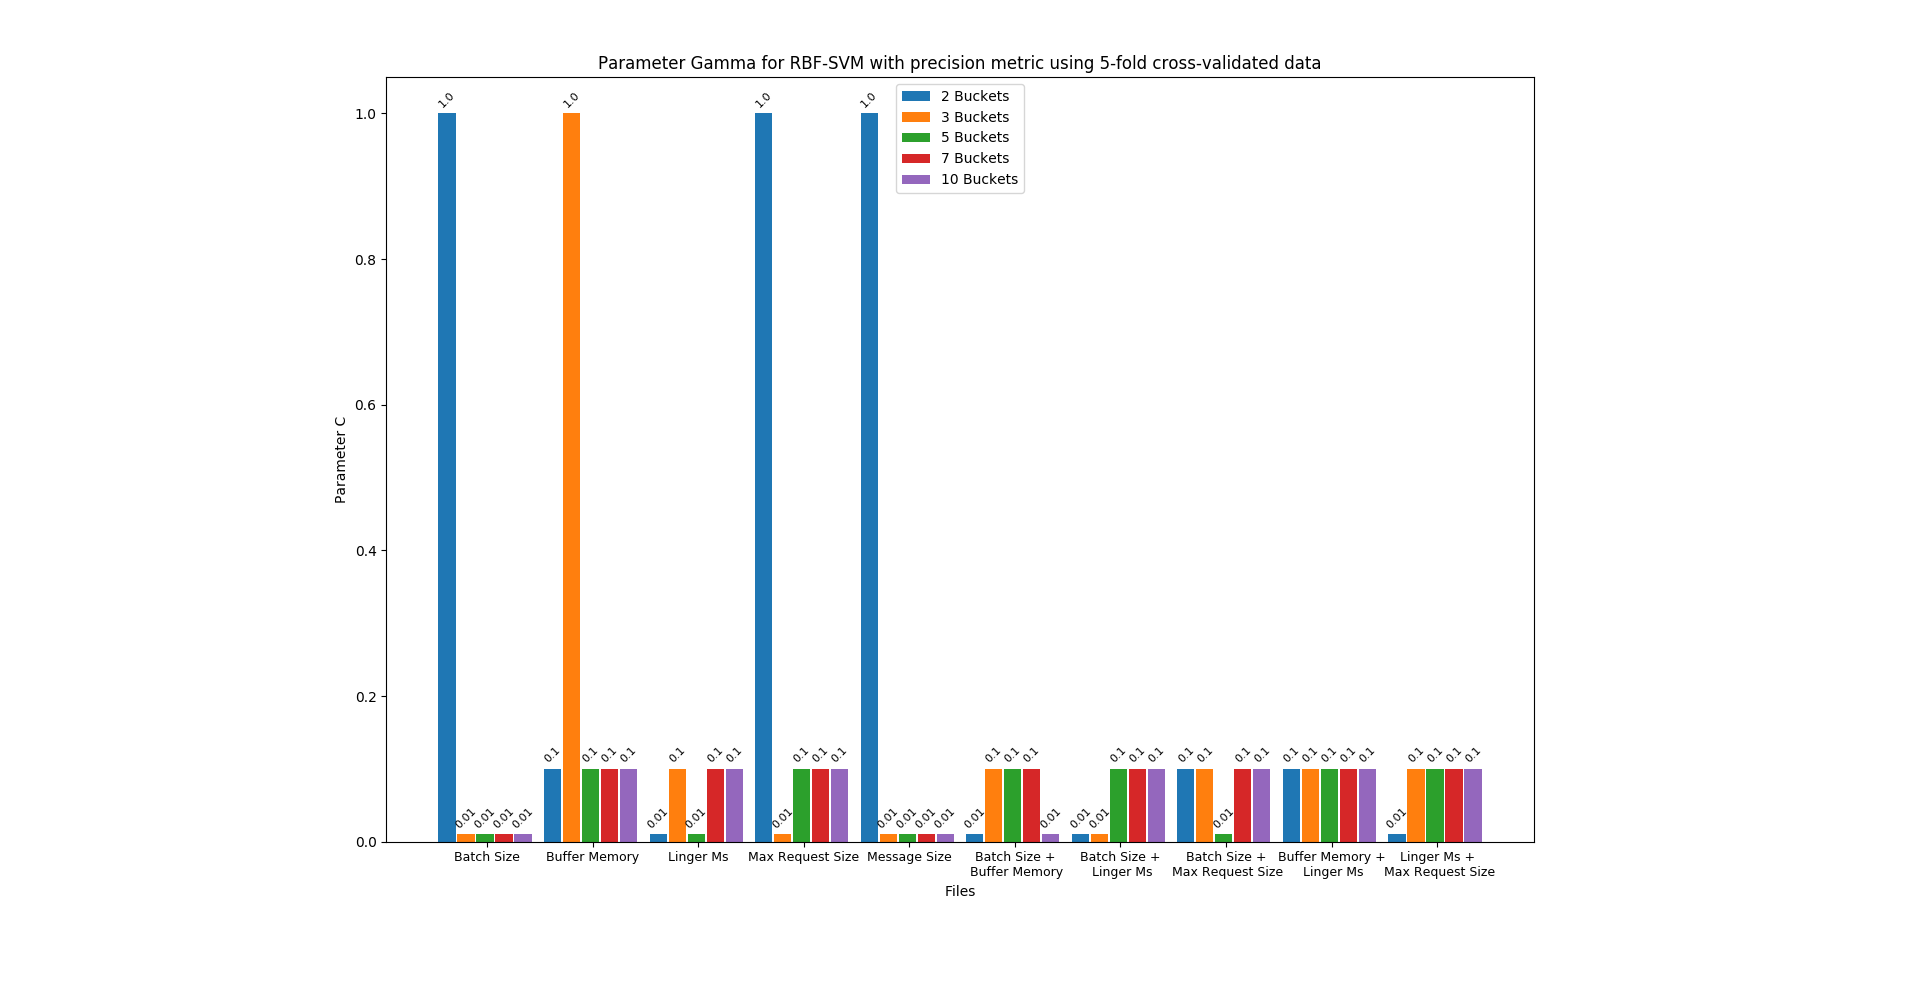 Parameter Gamma for RBF-SVM with precision metric using 5-fold cross-validated data
2 Buckets
3 Buckets
5 Buckets
7 Buckets
10 Buckets
Parameter C
1.0
0.8
0.6
0.4
0.2
0.0
1.0 0.01 0.01 0.01 0.01
0.1 1.0 0.1 0.1 0.1
0.01 0.1 0.01 0.1 0.1
1.0 0.01 0.1 0.1 0.1
1.0 0.01 0.01 0.01 0.01
0.01 0.1 0.1 0.1 0.01
0.01 0.01 0.1 0.1 0.1
0.1 0.1 0.01 0.1 0.1
0.1 0.1 0.1 0.1 0.1
0.01 0.1 0.1 0.1 0.1
Batch Size
Buffer Memory
Linger Ms
Max Request Size
Message Size
Batch Size +
Buffer Memory
Batch Size +
Linger Ms
Batch Size +
Max Request Size
Buffer Memory +
Linger Ms
Linger Ms +
Max Request Size
Files